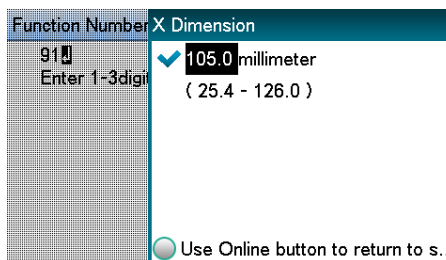 Function Number
91
Enter 1-3digi
X Dimension
105.0 millimeter
( 25.4 - 126.0 )
Use Online button to return to s.